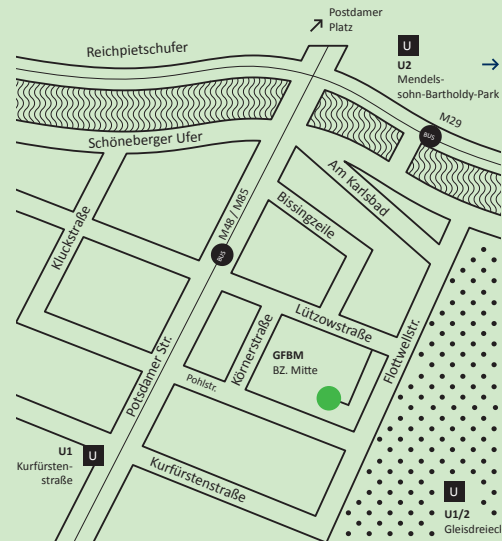 Postdamer
Platz
Reichpietschufer
U
U2
Mendels-
sohn-Bartholdy-Park
M29
BUS
Schöneberger Ufer
Am Karlsbad
Bissingzeile
M48 / M85
Kluckstraße
BUS
Lützowstraße
Körnerstraße
Flottwellstr.
GFBM
BZ. Mitte
Potsdamer Str.
Pohlstr.
U1
Kurfürsten-
straße
U
Kurfürstenstraße
U
U1/2
Gleisdreieck